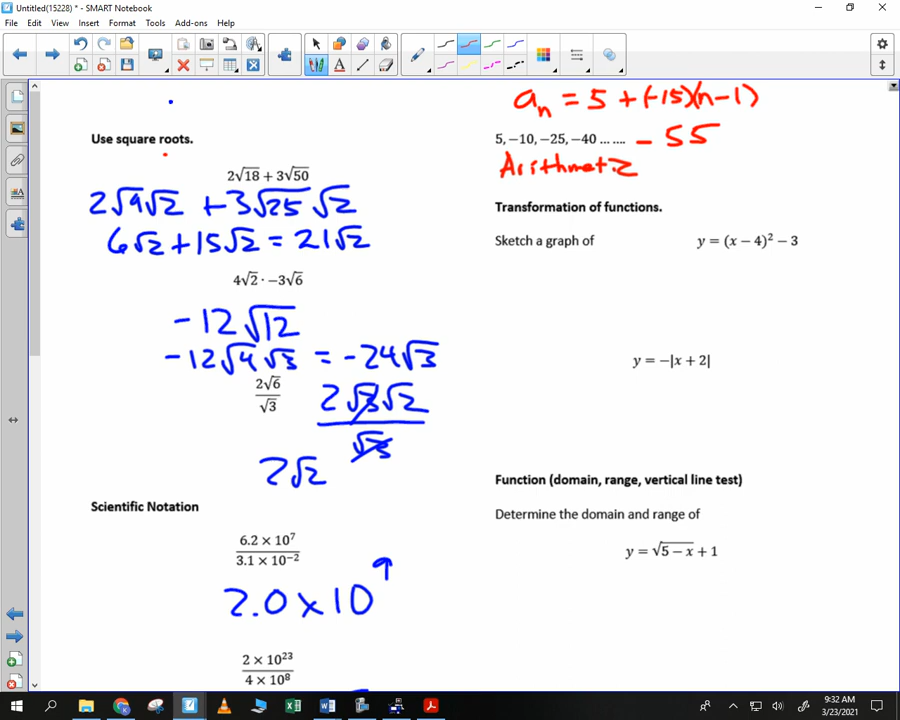 Untitled(15228) * - SMART Notebook
File Edit View Insert Format Tools Add-ons Help
Use square roots.
2√18 + 3√50
2√9√2 + 3√25 √2
6√2 + 15√2 = 21√2
4√2 · −3√6
-12√12
-12√4 √3 = -24√3
2√6
√3
2√3√2
√3
2√2
Scientific Notation
6.2 × 10⁷
3.1 × 10⁻²
2.0 × 10⁹
2 × 10²³
4 × 10⁸
aₙ = 5 + (-15)(n-1)
5, −10, −25, −40 ... ... - 55
Arithmetic
Transformation of functions.
Sketch a graph of y = (x − 4)² − 3
y = −|x + 2|
Function (domain, range, vertical line test)
Determine the domain and range of
y = √5 − x + 1
9:32 AM
3/23/2021